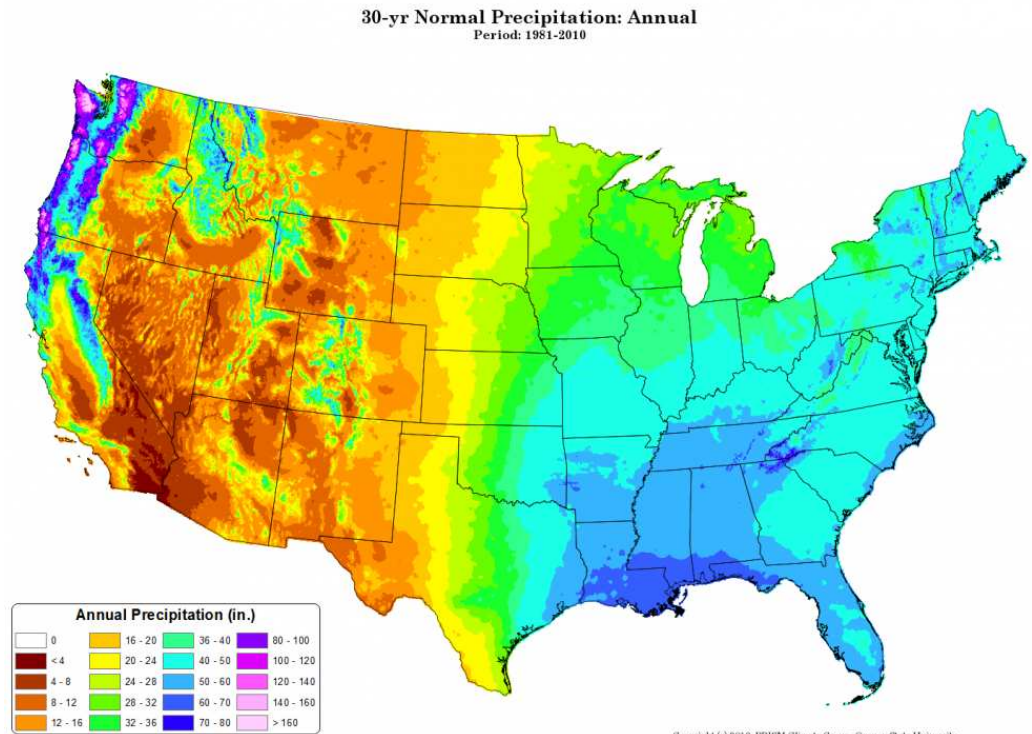 30-yr Normal Precipitation: Annual
Period: 1981-2010
Annual Precipitation (in.)
0
< 4
4 - 8
8 - 12
12 - 16
16 - 20
20 - 24
24 - 28
28 - 32
32 - 36
36 - 40
40 - 50
50 - 60
60 - 70
70 - 80
80 - 100
100 - 120
120 - 140
140 - 160
> 160